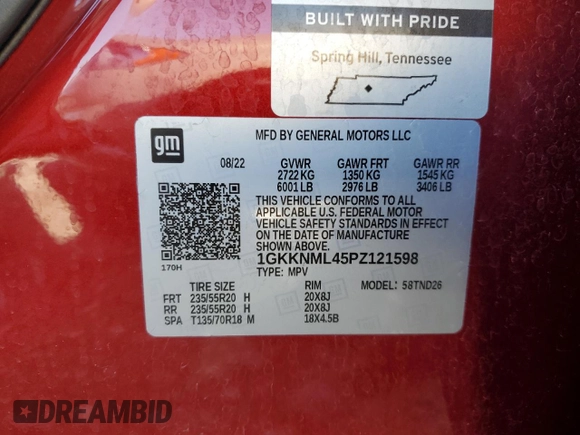 BUILT WITH PRIDE
Spring Hill, Tennessee
gm
MFD BY GENERAL MOTORS LLC
08/22 GVWR GAWR FRT GAWR RR
2722 KG 1350 KG 1545 KG
6001 LB 2976 LB 3406 LB
THIS VEHICLE CONFORMS TO ALL
APPLICABLE U.S. FEDERAL MOTOR
VEHICLE SAFETY STANDARDS IN EFFECT
ON THE DATE OF MANUFACTURE
SHOWN ABOVE.
1GKKNML45PZ121598
170H
TYPE: MPV MODEL: 58TND26
TIRE SIZE RIM
FRT 235/55R20 H 20X8J
RR 235/55R20 H 20X8J
SPA T135/70R18 M 18X4.5B
DREAMBID